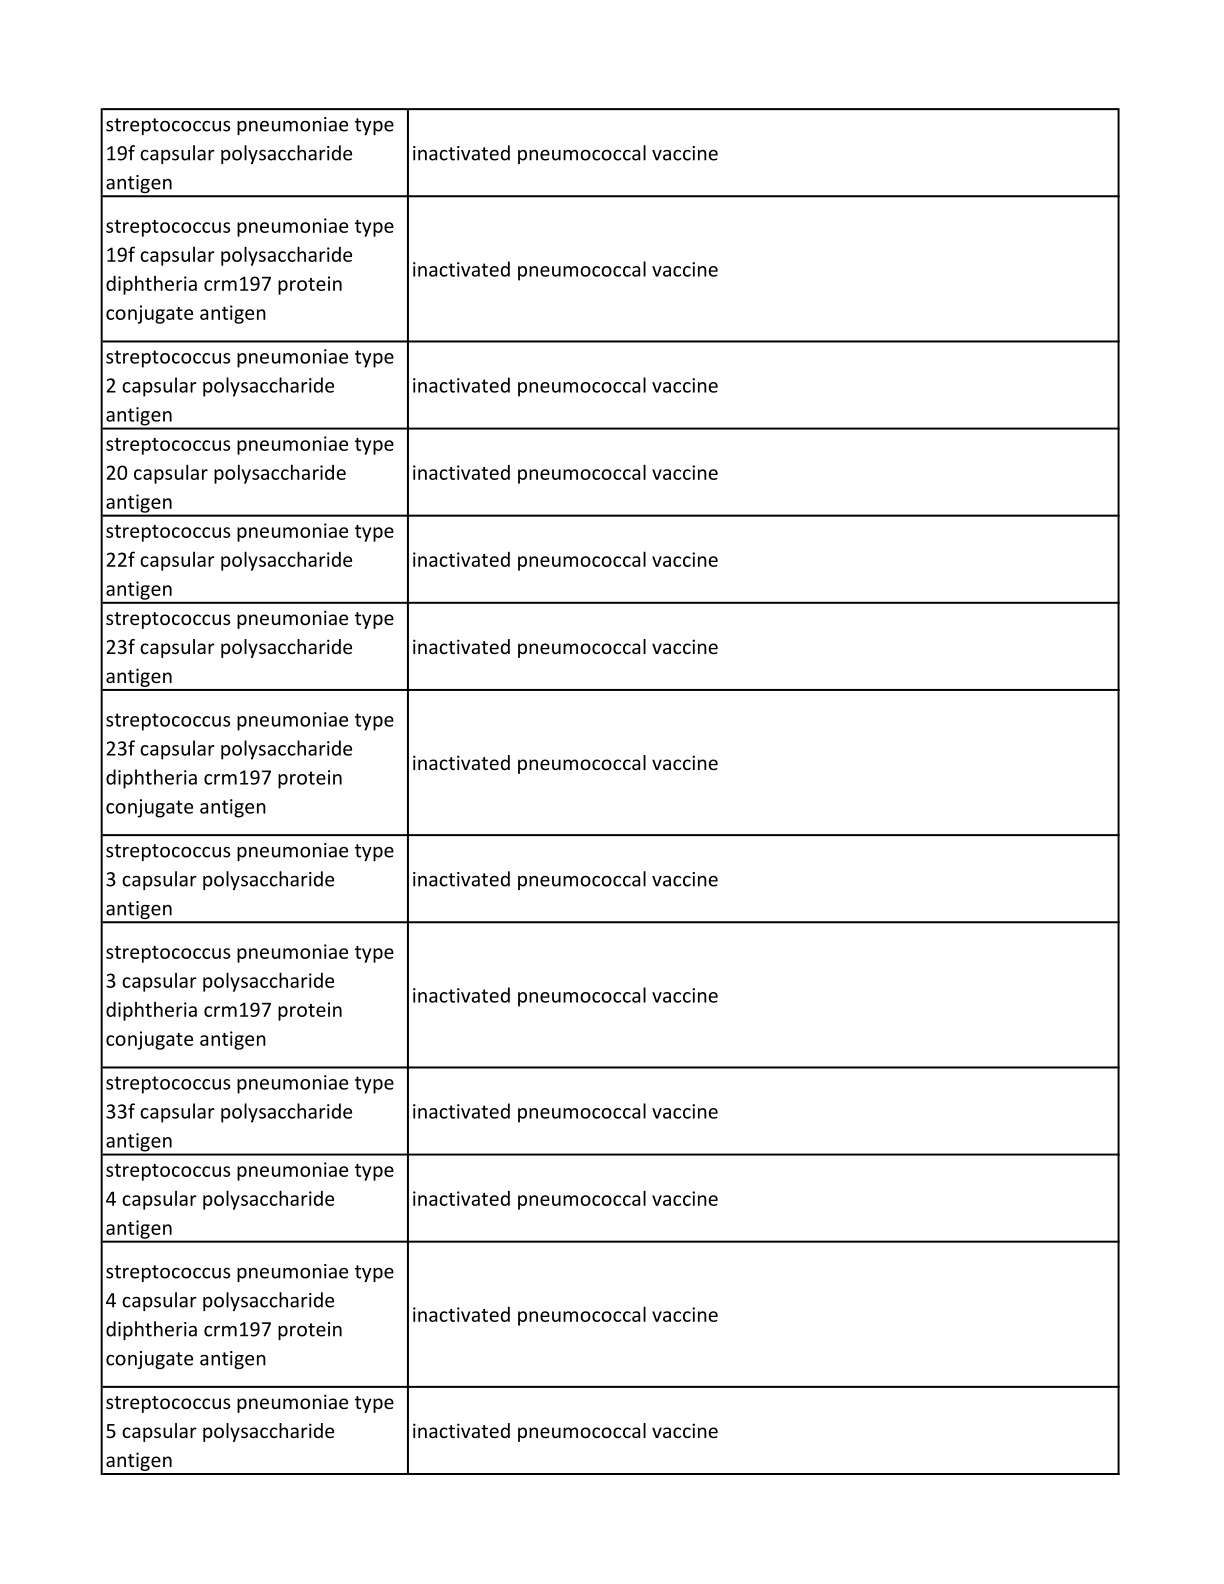 streptococcus pneumoniae type
19f capsular polysaccharide
antigen
inactivated pneumococcal vaccine
streptococcus pneumoniae type
19f capsular polysaccharide
diphtheria crm197 protein
conjugate antigen
inactivated pneumococcal vaccine
streptococcus pneumoniae type
2 capsular polysaccharide
antigen
inactivated pneumococcal vaccine
streptococcus pneumoniae type
20 capsular polysaccharide
antigen
inactivated pneumococcal vaccine
streptococcus pneumoniae type
22f capsular polysaccharide
antigen
inactivated pneumococcal vaccine
streptococcus pneumoniae type
23f capsular polysaccharide
antigen
inactivated pneumococcal vaccine
streptococcus pneumoniae type
23f capsular polysaccharide
diphtheria crm197 protein
conjugate antigen
inactivated pneumococcal vaccine
streptococcus pneumoniae type
3 capsular polysaccharide
antigen
inactivated pneumococcal vaccine
streptococcus pneumoniae type
3 capsular polysaccharide
diphtheria crm197 protein
conjugate antigen
inactivated pneumococcal vaccine
streptococcus pneumoniae type
33f capsular polysaccharide
antigen
inactivated pneumococcal vaccine
streptococcus pneumoniae type
4 capsular polysaccharide
antigen
inactivated pneumococcal vaccine
streptococcus pneumoniae type
4 capsular polysaccharide
diphtheria crm197 protein
conjugate antigen
inactivated pneumococcal vaccine
streptococcus pneumoniae type
5 capsular polysaccharide
antigen
inactivated pneumococcal vaccine